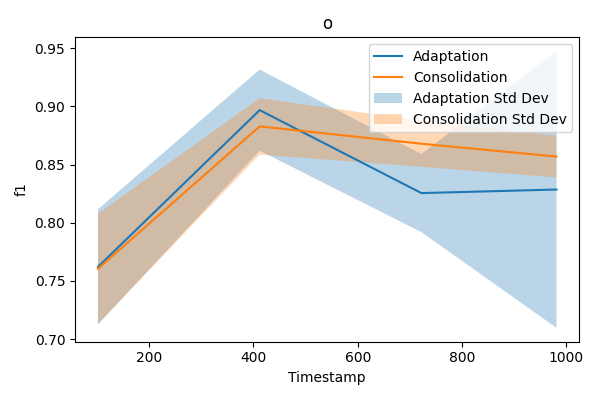 o
0.95
0.90
0.85
0.80
0.75
0.70
f1
Adaptation
Consolidation
Adaptation Std Dev
Consolidation Std Dev
200
400
600
800
1000
Timestamp